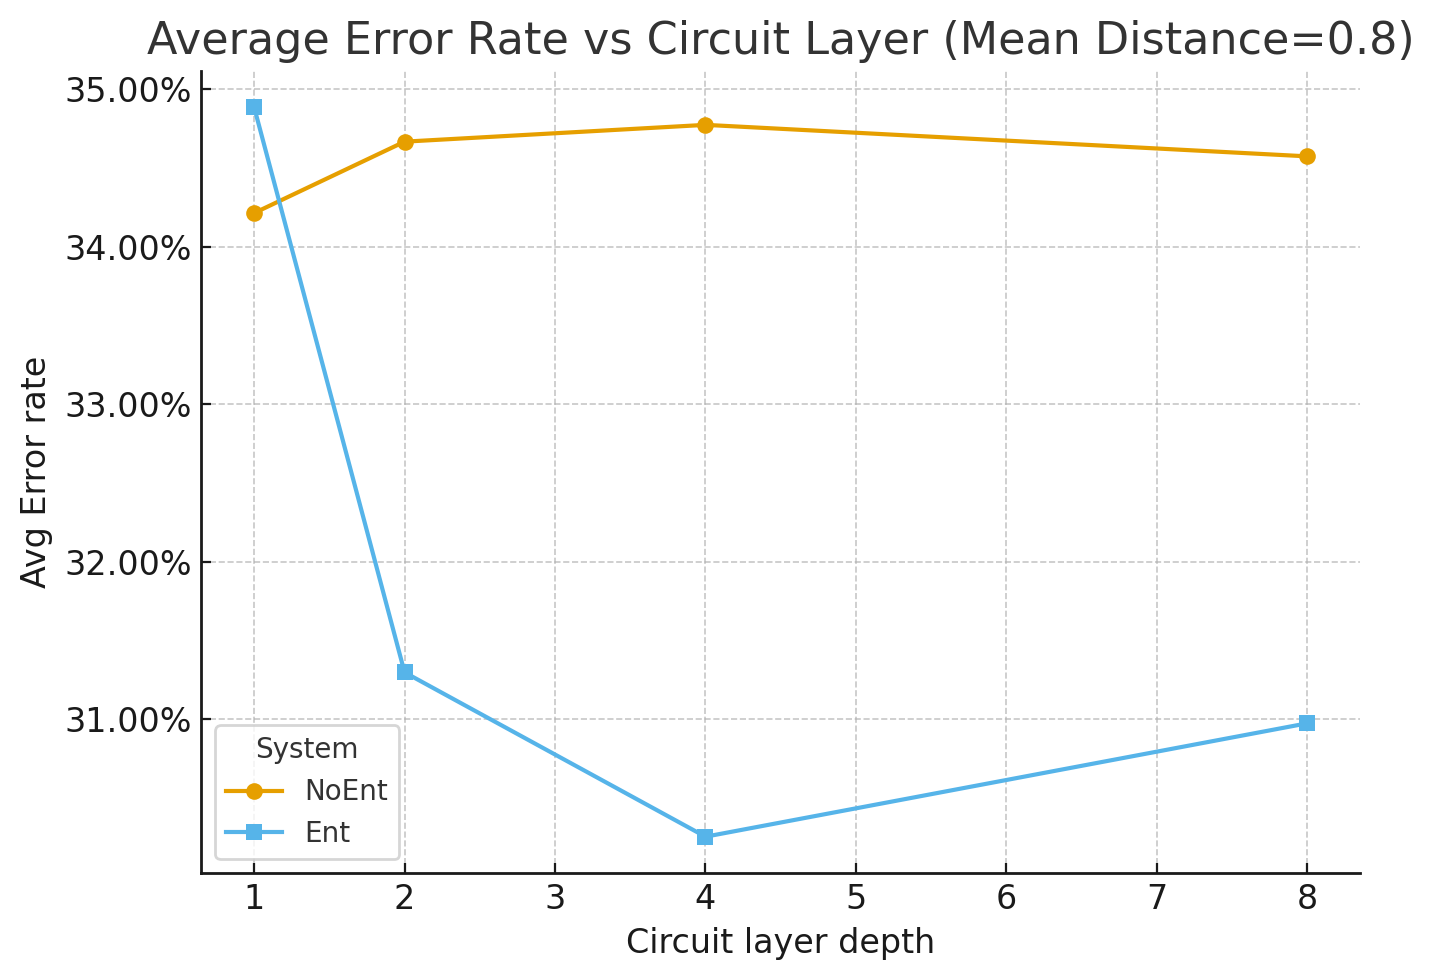 Average Error Rate vs Circuit Layer (Mean Distance=0.8)
35.00%
34.00%
33.00%
32.00%
31.00%
Avg Error rate
System
NoEnt
Ent
1 2 3 4 5 6 7 8
Circuit layer depth